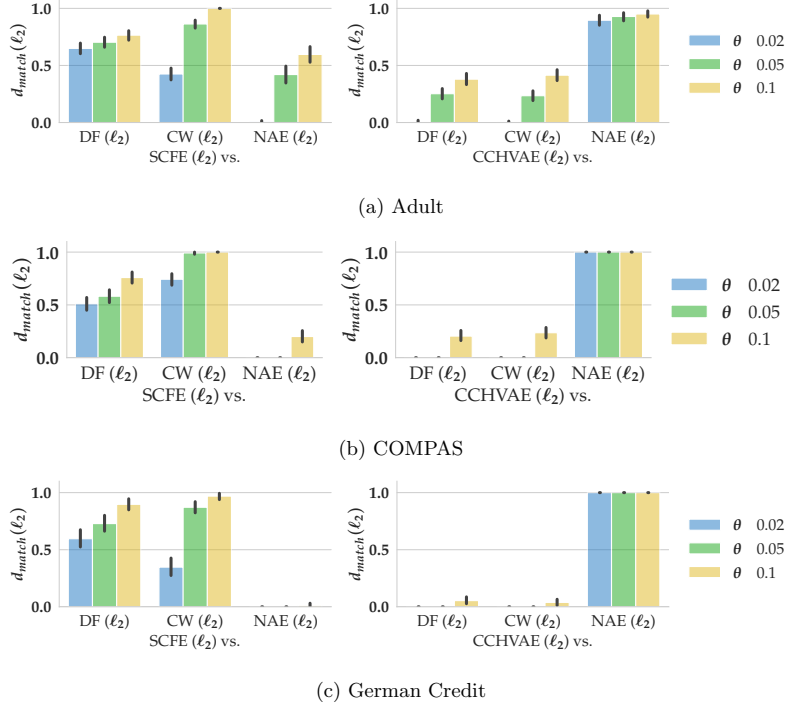 1.0
0.5
0.0
d_match(ℓ₂)
DF (ℓ₂) CW (ℓ₂) NAE (ℓ₂)
SCFE (ℓ₂) vs.
1.0
0.5
0.0
d_match(ℓ₂)
DF (ℓ₂) CW (ℓ₂) NAE (ℓ₂)
CCHVAE (ℓ₂) vs.
θ 0.02
θ 0.05
θ 0.1
(a) Adult
1.0
0.5
0.0
d_match(ℓ₂)
DF (ℓ₂) CW (ℓ₂) NAE (ℓ₂)
SCFE (ℓ₂) vs.
1.0
0.5
0.0
d_match(ℓ₂)
DF (ℓ₂) CW (ℓ₂) NAE (ℓ₂)
CCHVAE (ℓ₂) vs.
θ 0.02
θ 0.05
θ 0.1
(b) COMPAS
1.0
0.5
0.0
d_match(ℓ₂)
DF (ℓ₂) CW (ℓ₂) NAE (ℓ₂)
SCFE (ℓ₂) vs.
1.0
0.5
0.0
d_match(ℓ₂)
DF (ℓ₂) CW (ℓ₂) NAE (ℓ₂)
CCHVAE (ℓ₂) vs.
θ 0.02
θ 0.05
θ 0.1
(c) German Credit